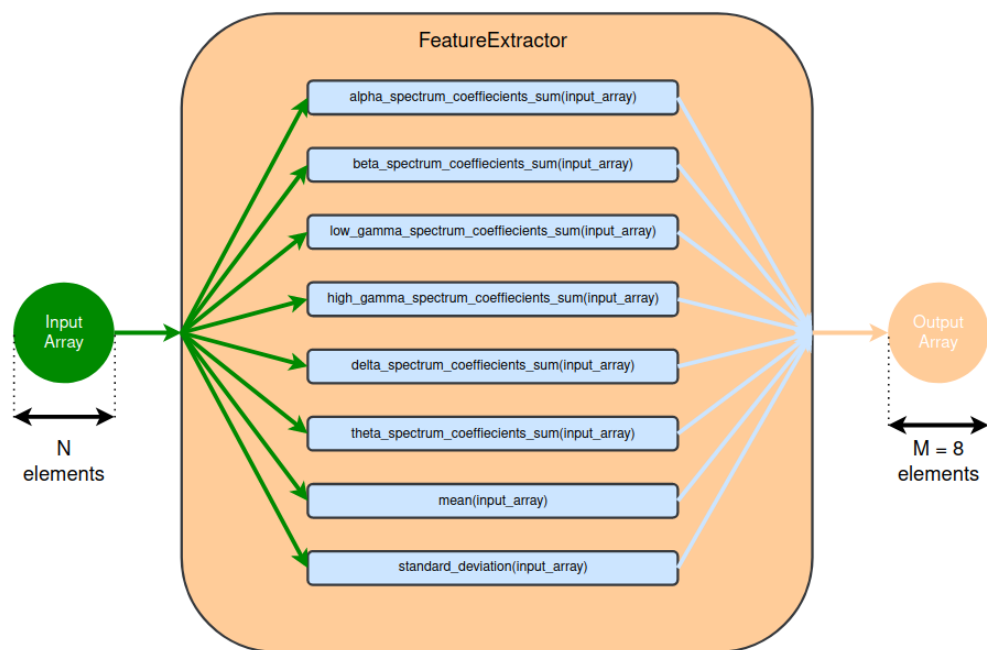 FeatureExtractor
alpha_spectrum_coeffiecients_sum(input_array)
beta_spectrum_coeffiecients_sum(input_array)
low_gamma_spectrum_coeffiecients_sum(input_array)
high_gamma_spectrum_coeffiecients_sum(input_array)
delta_spectrum_coeffiecients_sum(input_array)
theta_spectrum_coeffiecients_sum(input_array)
mean(input_array)
standard_deviation(input_array)
Input
Array
N
elements
Output
Array
M = 8
elements